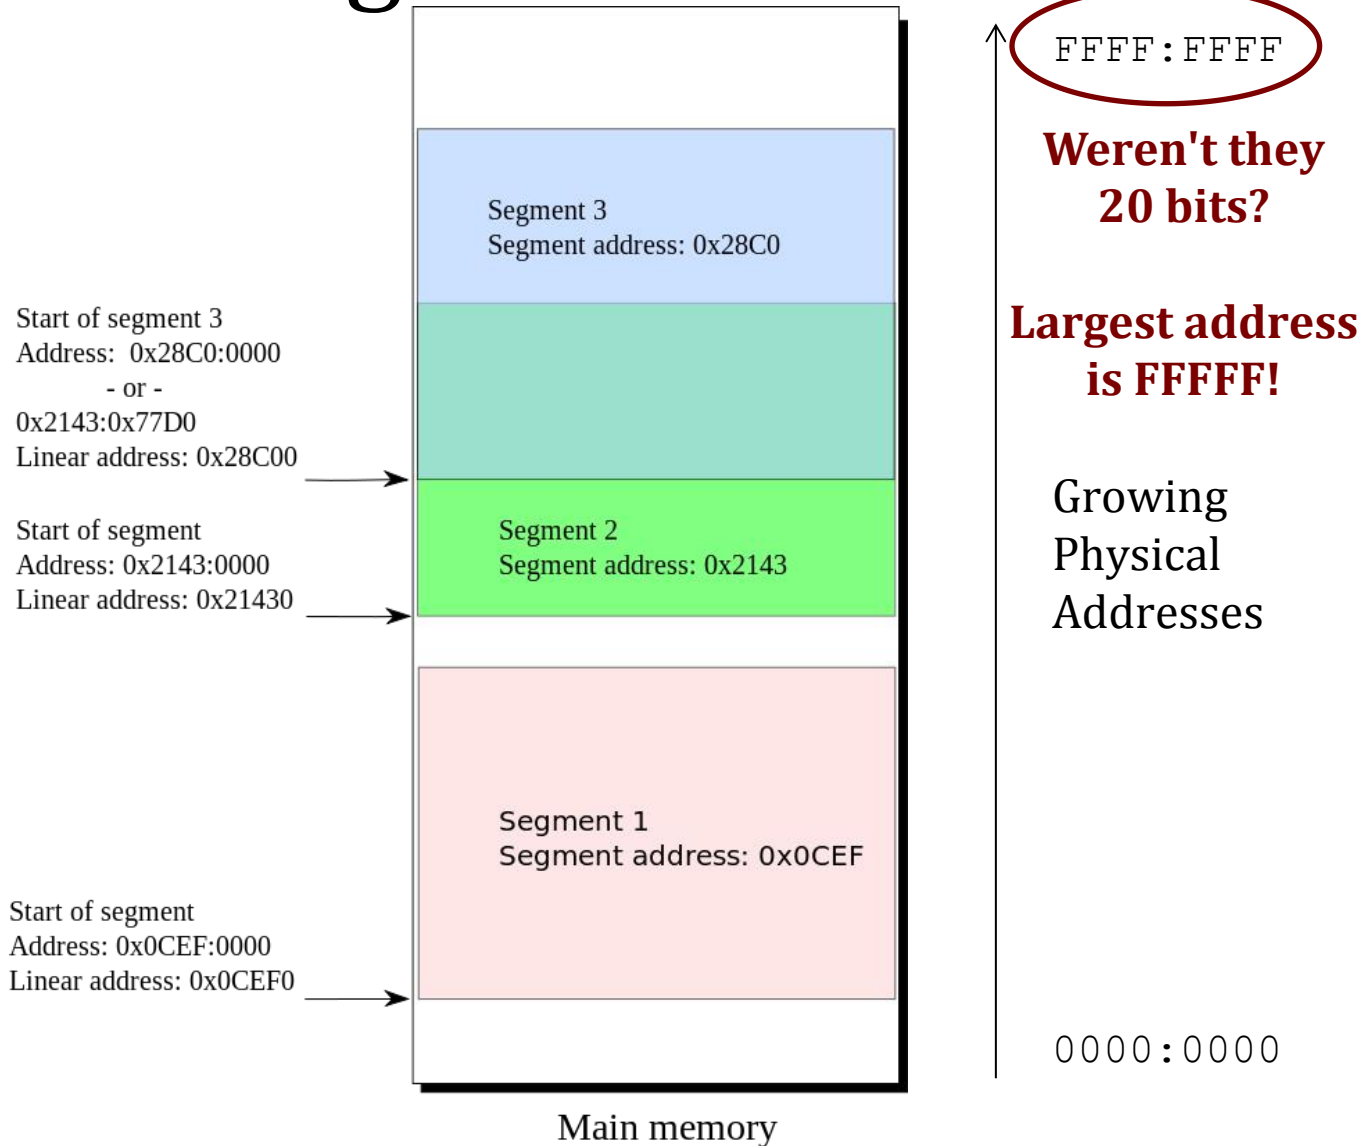 FFFF:FFFF
Weren't they
20 bits?
Largest address
is FFFFF!
Growing
Physical
Addresses
0000:0000
Segment 3
Segment address: 0x28C0
Start of segment 3
Address: 0x28C0:0000
- or -
0x2143:0x77D0
Linear address: 0x28C00
Start of segment
Address: 0x2143:0000
Linear address: 0x21430
Segment 2
Segment address: 0x2143
Segment 1
Segment address: 0x0CEF
Start of segment
Address: 0x0CEF:0000
Linear address: 0x0CEF0
Main memory